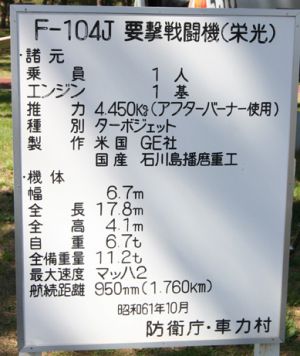 F-104J 要撃戦闘機(栄光)
・諸元
乗員 1人
エンジン 1基
推力 4,450Kg(アフターバーナー使用)
種別 ターボジェット
製作 米国 GE社
国産 石川島播磨重工
・機体
幅 6.7m
全長 17.8m
全高 4.1m
自重 6.7t
全備重量 11.2t
最大速度 マッハ2
航続距離 950mm(1,760km)
昭和61年10月
防衛庁・車力村